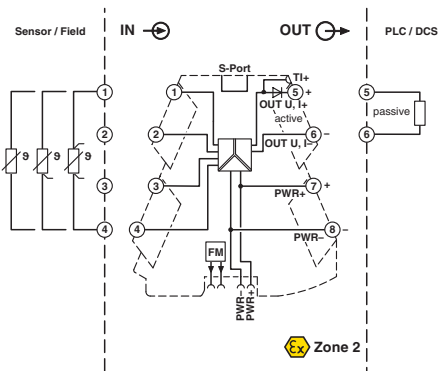 Sensor / Field
IN
OUT
PLC / DCS
S-Port
TI+
1
1
5
+
5
OUT U, I+
active
passive
2
2
6
–
6
OUT U, I–
ϑ
ϑ
ϑ
3
3
7
+
PWR+
4
4
8
–
PWR–
FM
PWR–
PWR+
Ex
Zone 2